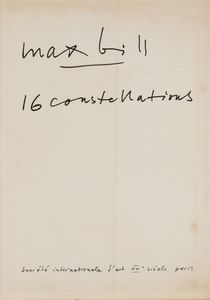 max bill
16 constellations
société internationale d'art XXe siècle paris